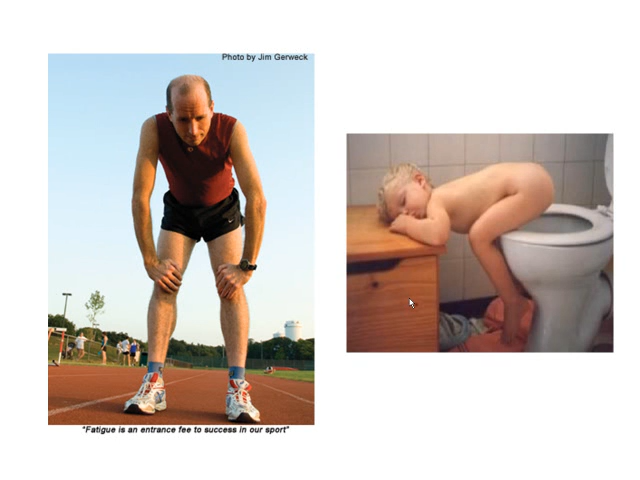 Photo by Jim Gerweck
"Fatigue is an entrance fee to success in our sport"